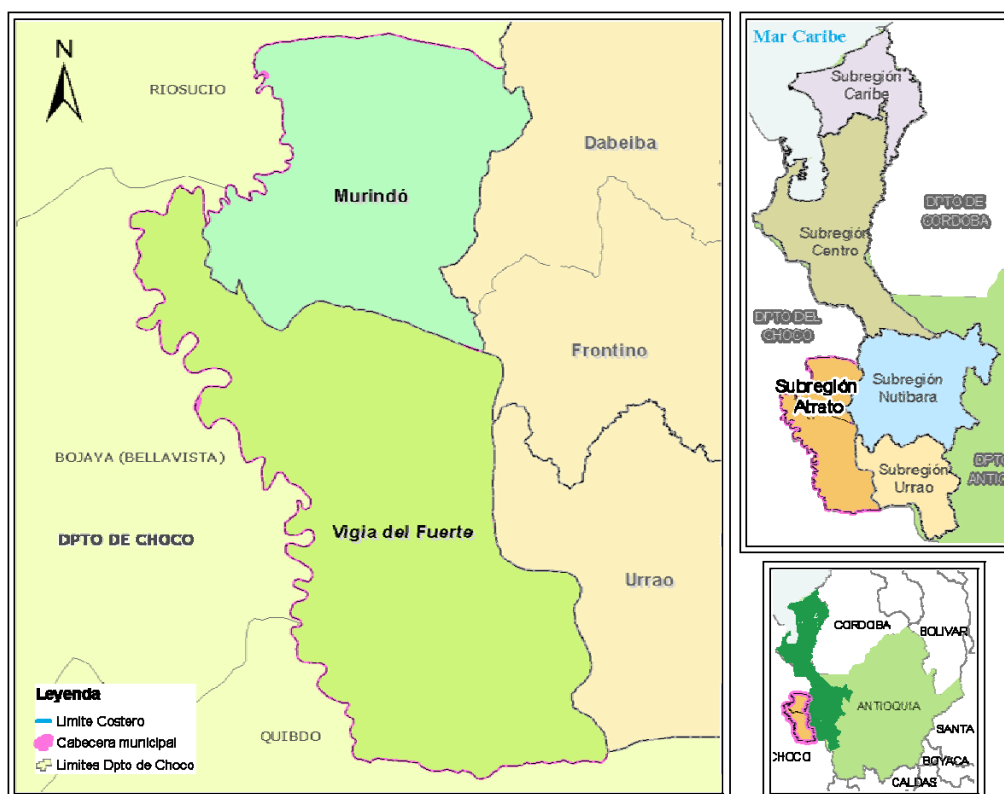 N
RIOSUCIO
Dabeiba
Murindó
Frontino
BOJAYA (BELLAVISTA)
Vigia del Fuerte
DPTO DE CHOCO
Urrao
Leyenda
Limite Costero
Cabecera municipal
Limites Dpto de Choco
QUIBDO
Mar Caribe
Subregión
Caribe
DPTO DE
CORDOBA
Subregión
Centro
DPTO DEL
CHOCO
Subregión
Atrato
Subregión
Nutibara
Subregión
Urrao
DPTO
ANTIO
CORDOBA
BOLIVAR
ANTIOQUIA
SANTA
CHOCO
BOYACA
CALDAS